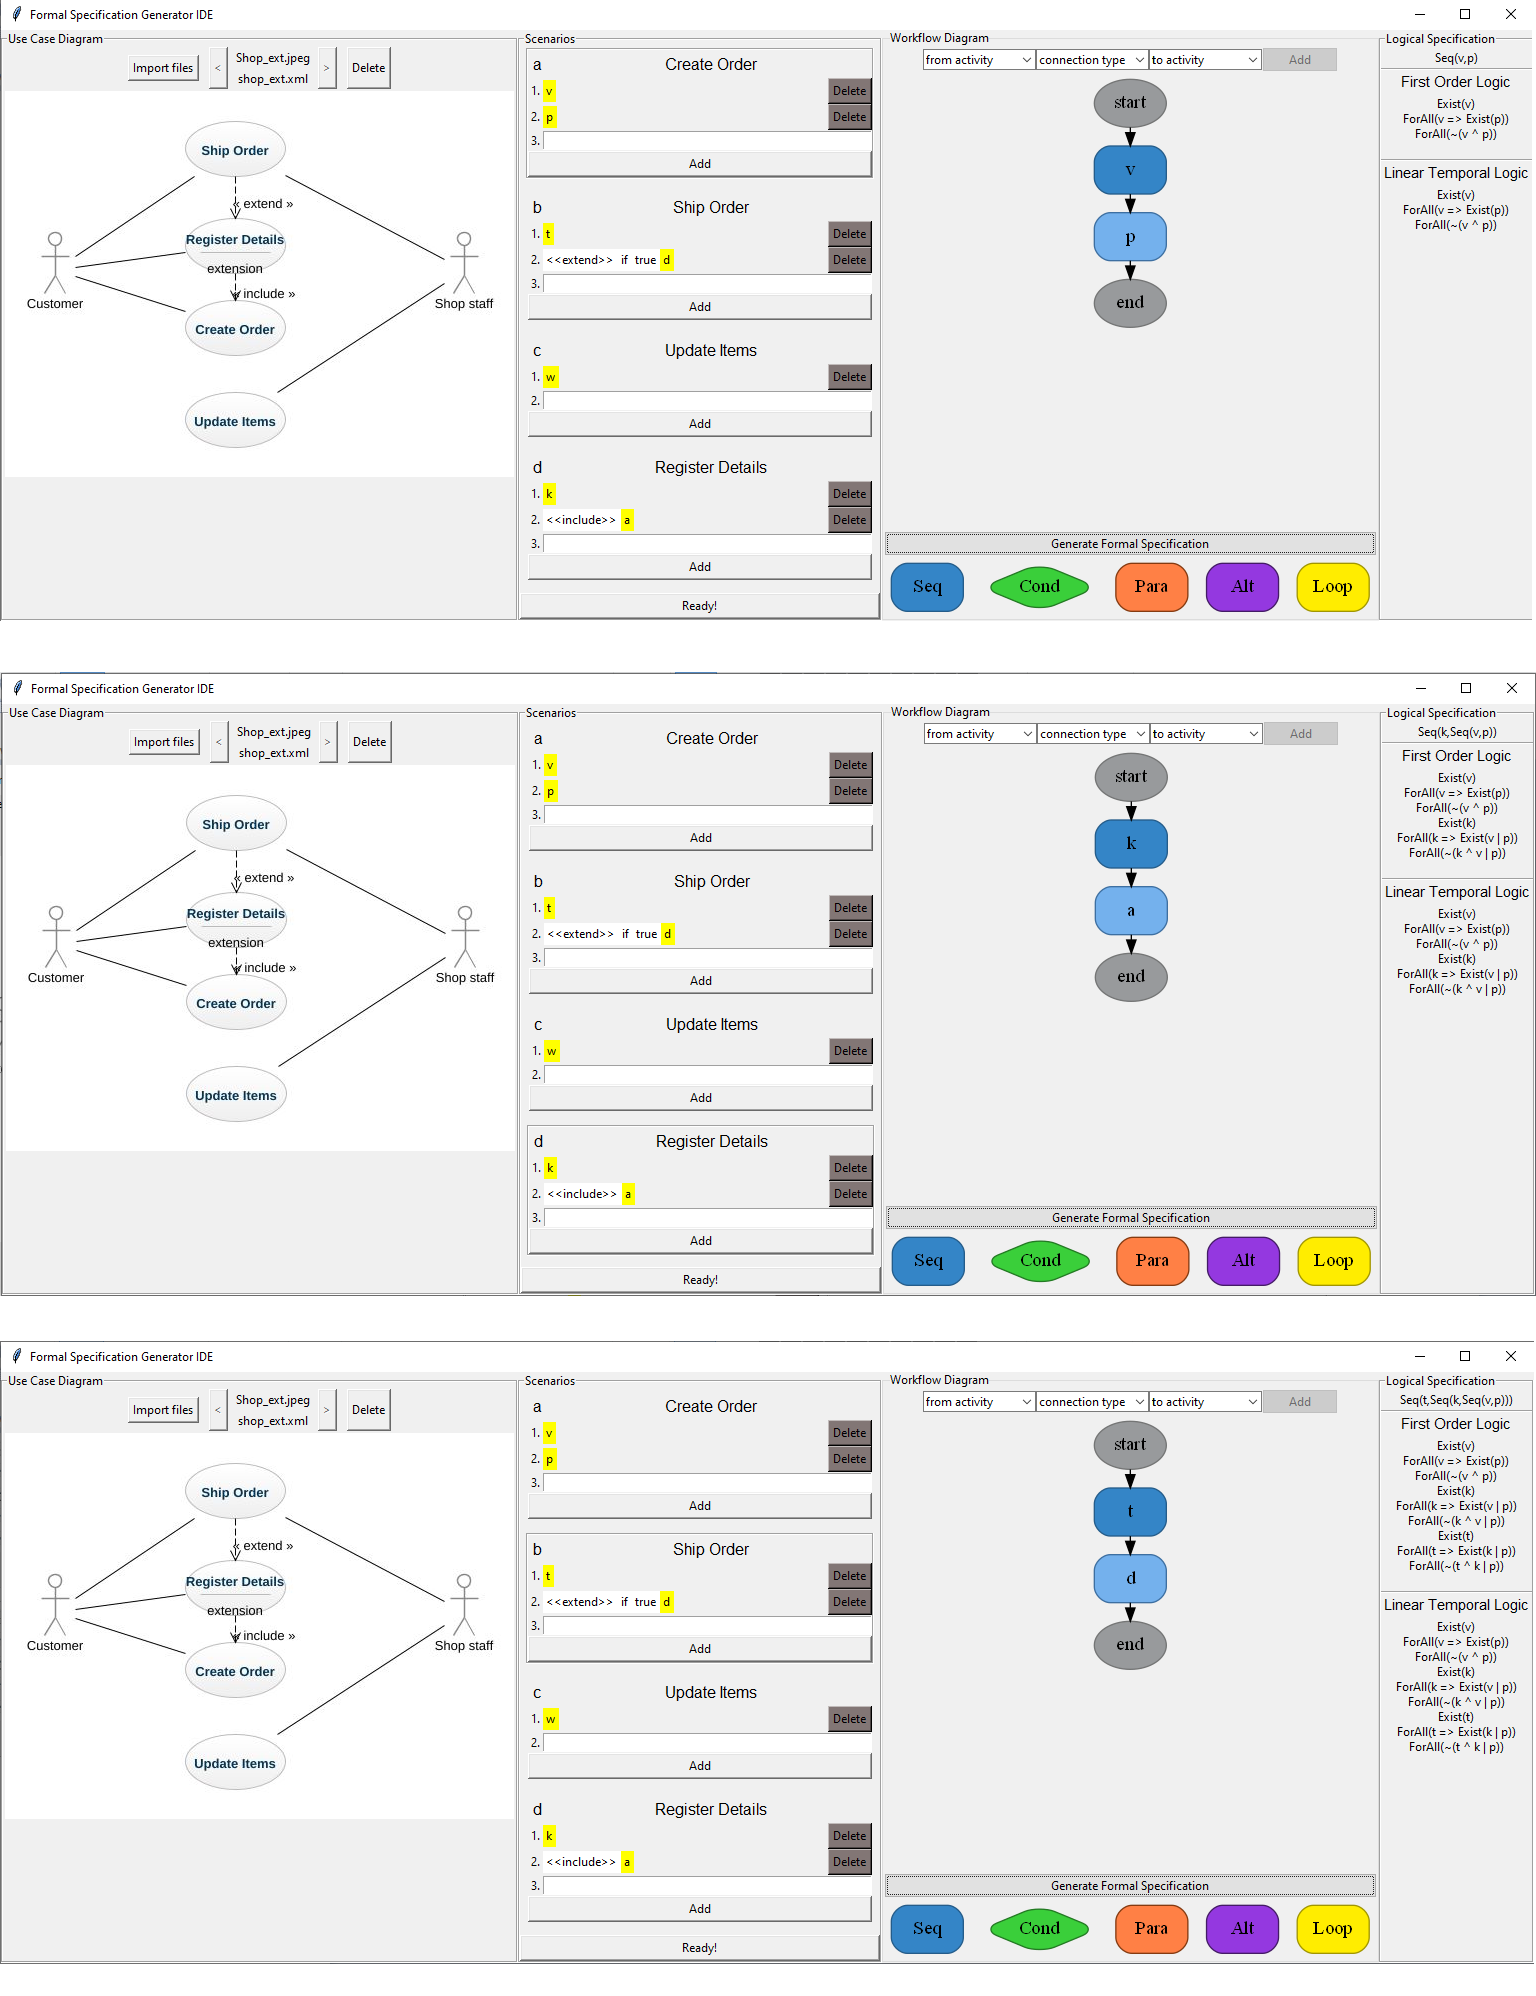 Formal Specification Generator IDE
Use Case Diagram
Import files
<
Shop_ext.jpeg
shop_ext.xml
>
Delete
Ship Order
« extend »
Register Details
extension
« include »
Create Order
Update Items
Customer
Shop staff
Scenarios
a Create Order
1. v Delete
2. p Delete
3.
Add
b Ship Order
1. t Delete
2. <<extend>> if true d Delete
3.
Add
c Update Items
1. w Delete
2.
Add
d Register Details
1. k Delete
2. <<include>> a Delete
3.
Add
Ready!
Workflow Diagram
from activity connection type to activity Add
start
v
p
end
Generate Formal Specification
Seq Cond Para Alt Loop
Logical Specification
Seq(v,p)
First Order Logic
Exist(v)
ForAll(v => Exist(p))
ForAll(~(v ^ p))
Linear Temporal Logic
Exist(v)
ForAll(v => Exist(p))
ForAll(~(v ^ p))
Formal Specification Generator IDE
Use Case Diagram
Import files
<
Shop_ext.jpeg
shop_ext.xml
>
Delete
Ship Order
« extend »
Register Details
extension
« include »
Create Order
Update Items
Customer
Shop staff
Scenarios
a Create Order
1. v Delete
2. p Delete
3.
Add
b Ship Order
1. t Delete
2. <<extend>> if true d Delete
3.
Add
c Update Items
1. w Delete
2.
Add
d Register Details
1. k Delete
2. <<include>> a Delete
3.
Add
Ready!
Workflow Diagram
from activity connection type to activity Add
start
k
a
end
Generate Formal Specification
Seq Cond Para Alt Loop
Logical Specification
Seq(k,Seq(v,p))
First Order Logic
Exist(v)
ForAll(v => Exist(p))
ForAll(~(v ^ p))
Exist(k)
ForAll(k => Exist(v | p))
ForAll(~(k ^ v | p))
Linear Temporal Logic
Exist(v)
ForAll(v => Exist(p))
ForAll(~(v ^ p))
Exist(k)
ForAll(k => Exist(v | p))
ForAll(~(k ^ v | p))
Formal Specification Generator IDE
Use Case Diagram
Import files
<
Shop_ext.jpeg
shop_ext.xml
>
Delete
Ship Order
« extend »
Register Details
extension
« include »
Create Order
Update Items
Customer
Shop staff
Scenarios
a Create Order
1. v Delete
2. p Delete
3.
Add
b Ship Order
1. t Delete
2. <<extend>> if true d Delete
3.
Add
c Update Items
1. w Delete
2.
Add
d Register Details
1. k Delete
2. <<include>> a Delete
3.
Add
Ready!
Workflow Diagram
from activity connection type to activity Add
start
t
d
end
Generate Formal Specification
Seq Cond Para Alt Loop
Logical Specification
Seq(t,Seq(k,Seq(v,p)))
First Order Logic
Exist(v)
ForAll(v => Exist(p))
ForAll(~(v ^ p))
Exist(k)
ForAll(k => Exist(v | p))
ForAll(~(k ^ v | p))
Exist(t)
ForAll(t => Exist(k | p))
ForAll(~(t ^ k | p))
Linear Temporal Logic
Exist(v)
ForAll(v => Exist(p))
ForAll(~(v ^ p))
Exist(k)
ForAll(k => Exist(v | p))
ForAll(~(k ^ v | p))
Exist(t)
ForAll(t => Exist(k | p))
ForAll(~(t ^ k | p))